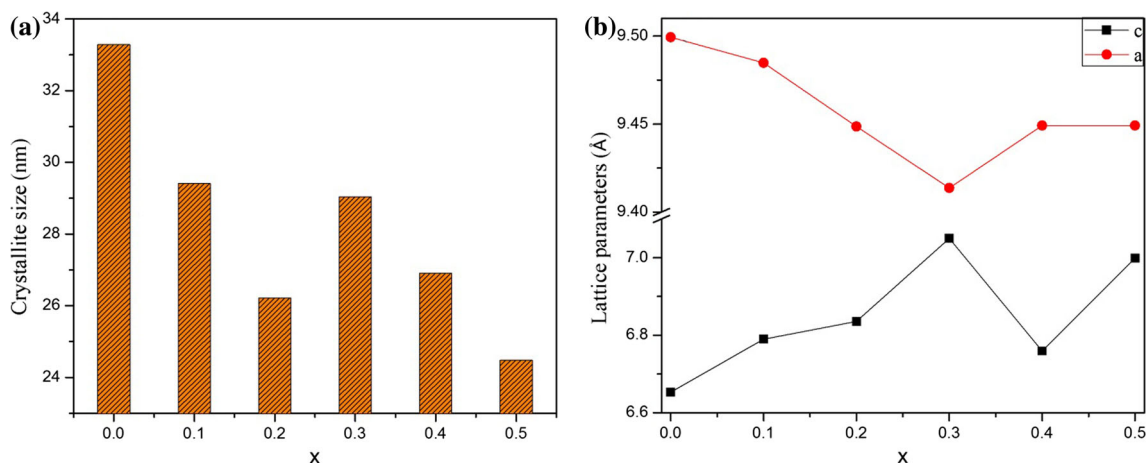 (a)
34
32
30
28
26
24
Crystallite size (nm)
0.0 0.1 0.2 0.3 0.4 0.5
x
(b)
9.50
9.45
9.40
7.0
6.8
6.6
Lattice parameters (Å)
c
a
0.0 0.1 0.2 0.3 0.4 0.5
x